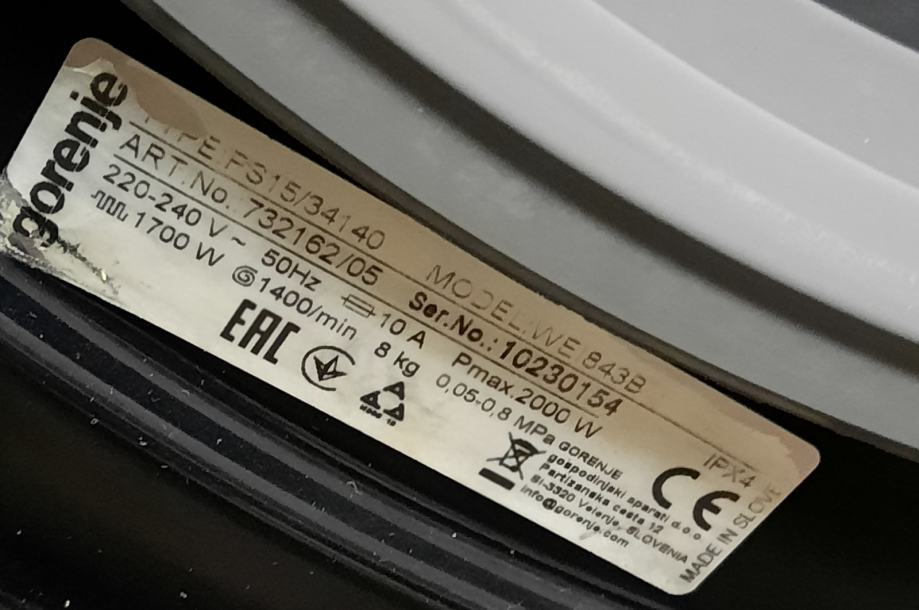 gorenje
TYPE:FS15/34140 MODEL:WE 843B
ART.No. 732162/05 Ser.No.:10230154
220-240 V ~ 50Hz 10 A Pmax.2000 W IPX4
1700 W 1400/min 8 kg 0,05-0,8 MPa
EAC
GORENJE
gospodinjski aparati d.o.o.
Partizanska cesta 12
SI-3320 Velenje, SLOVENIA
info@gorenje.com
CE
MADE IN SLOVE